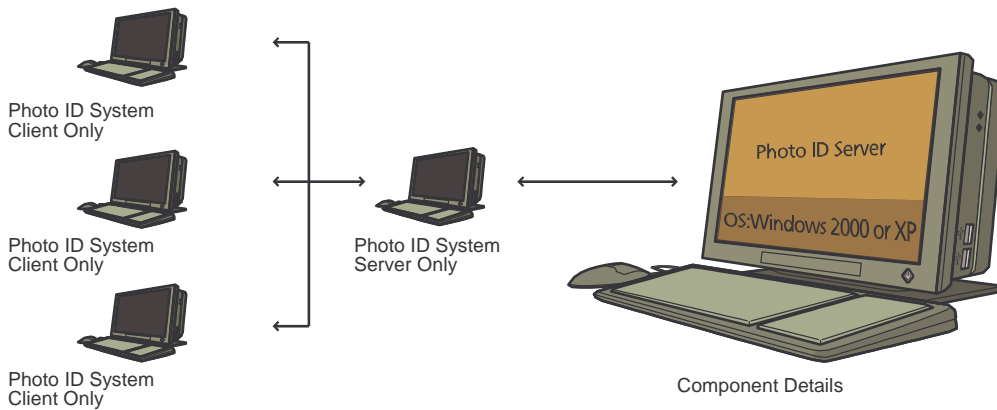 Photo ID System
Client Only
Photo ID System
Client Only
Photo ID System
Client Only
Photo ID System
Server Only
Photo ID Server
OS:Windows 2000 or XP
Component Details